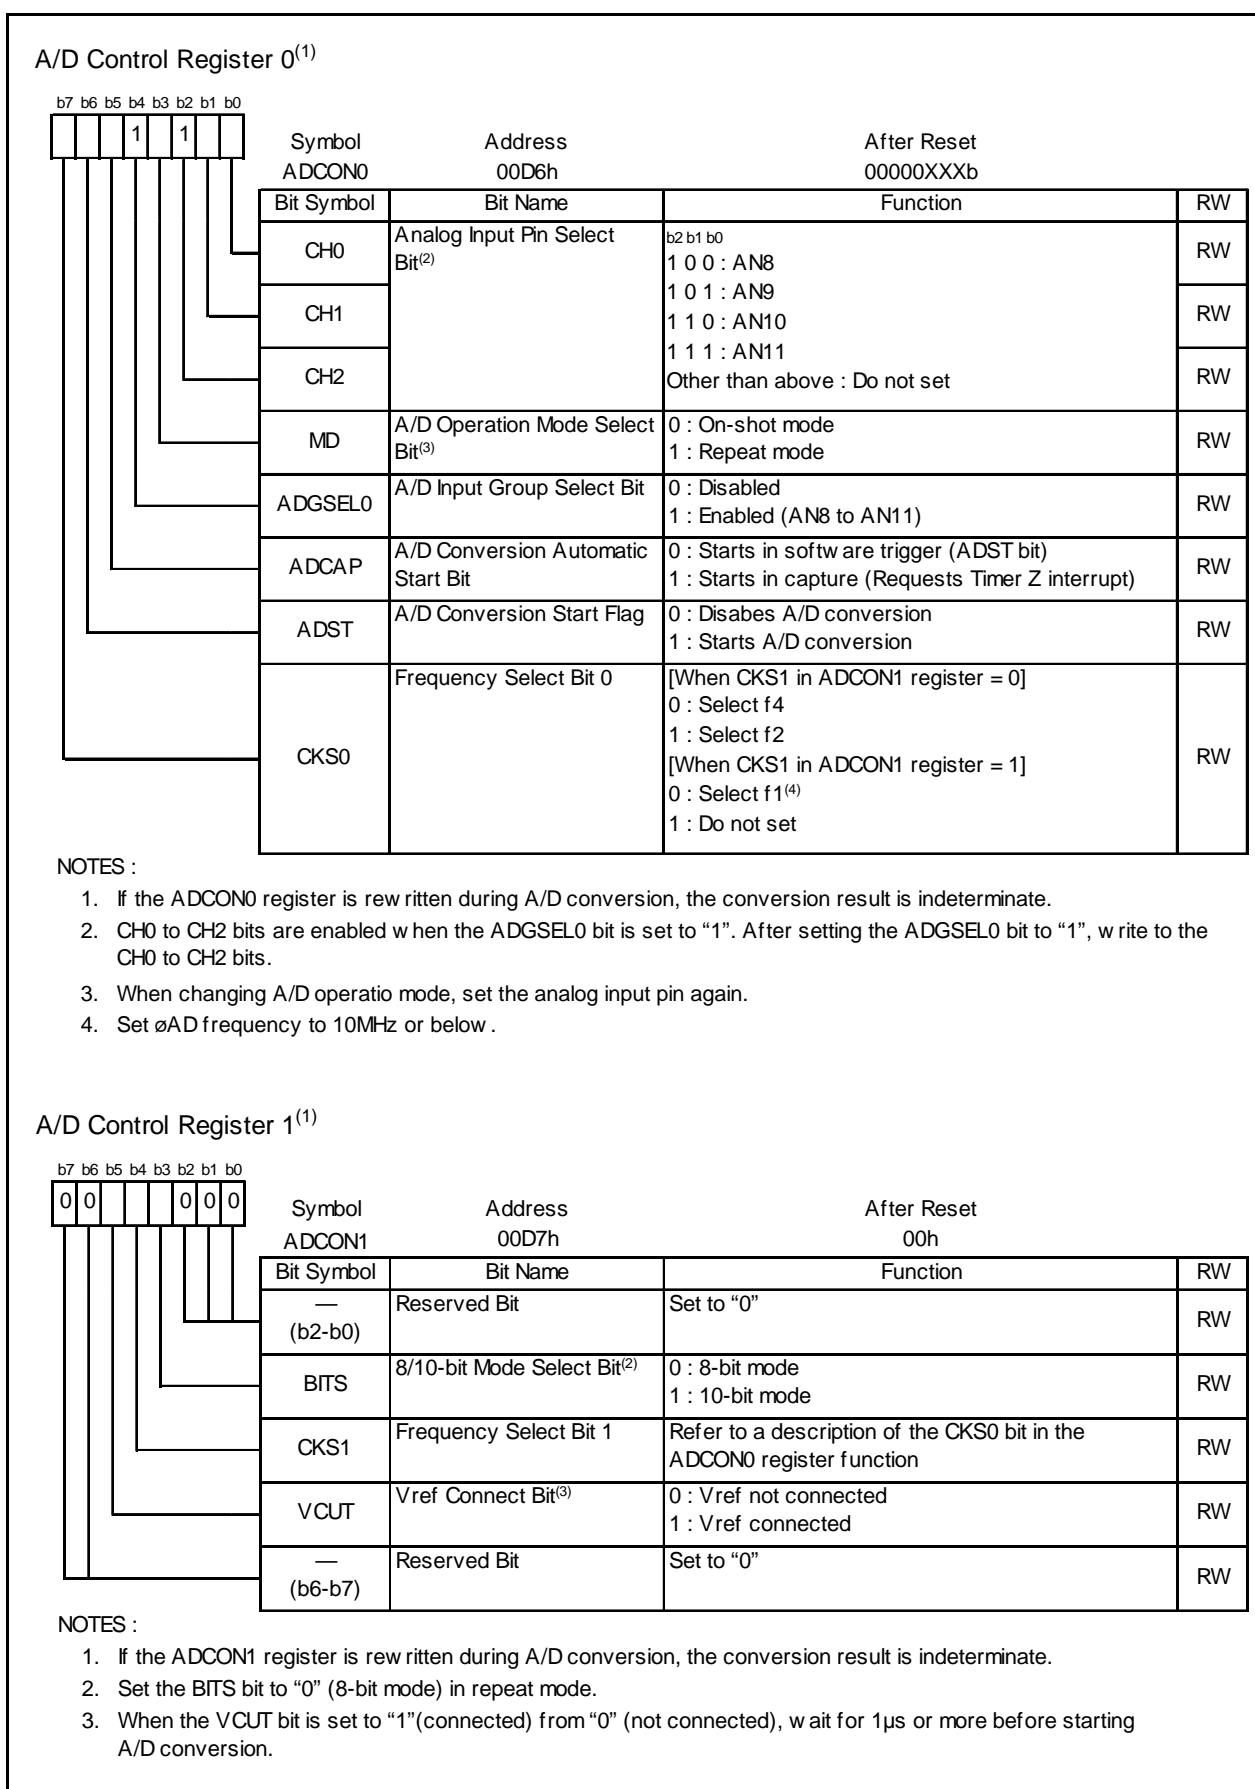 A/D Control Register 0(1)
b7 b6 b5 b4 b3 b2 b1 b0
1 1
Symbol Address After Reset
ADCON0 00D6h 00000XXXb
Bit Symbol Bit Name Function RW
CH0 Analog Input Pin Select Bit(2) b2 b1 b0 RW
1 0 0 : AN8
1 0 1 : AN9
CH1 RW
1 1 0 : AN10
1 1 1 : AN11
CH2 Other than above : Do not set RW
MD A/D Operation Mode Select Bit(3) 0 : On-shot mode RW
1 : Repeat mode
ADGSEL0 A/D Input Group Select Bit 0 : Disabled RW
1 : Enabled (AN8 to AN11)
ADCAP A/D Conversion Automatic Start Bit 0 : Starts in software trigger (ADST bit) RW
1 : Starts in capture (Requests Timer Z interrupt)
ADST A/D Conversion Start Flag 0 : Disabes A/D conversion RW
1 : Starts A/D conversion
CKS0 Frequency Select Bit 0 [When CKS1 in ADCON1 register = 0] RW
0 : Select f4
1 : Select f2
[When CKS1 in ADCON1 register = 1]
0 : Select f1(4)
1 : Do not set
NOTES :
1. If the ADCON0 register is rewritten during A/D conversion, the conversion result is indeterminate.
2. CH0 to CH2 bits are enabled when the ADGSEL0 bit is set to “1”. After setting the ADGSEL0 bit to “1”, write to the
CH0 to CH2 bits.
3. When changing A/D operatio mode, set the analog input pin again.
4. Set øAD frequency to 10MHz or below.
A/D Control Register 1(1)
b7 b6 b5 b4 b3 b2 b1 b0
0 0 0 0 0
Symbol Address After Reset
ADCON1 00D7h 00h
Bit Symbol Bit Name Function RW
— (b2-b0) Reserved Bit Set to “0” RW
BITS 8/10-bit Mode Select Bit(2) 0 : 8-bit mode RW
1 : 10-bit mode
CKS1 Frequency Select Bit 1 Refer to a description of the CKS0 bit in the RW
ADCON0 register function
VCUT Vref Connect Bit(3) 0 : Vref not connected RW
1 : Vref connected
— (b6-b7) Reserved Bit Set to “0” RW
NOTES :
1. If the ADCON1 register is rewritten during A/D conversion, the conversion result is indeterminate.
2. Set the BITS bit to “0” (8-bit mode) in repeat mode.
3. When the VCUT bit is set to “1”(connected) from “0” (not connected), wait for 1µs or more before starting
A/D conversion.